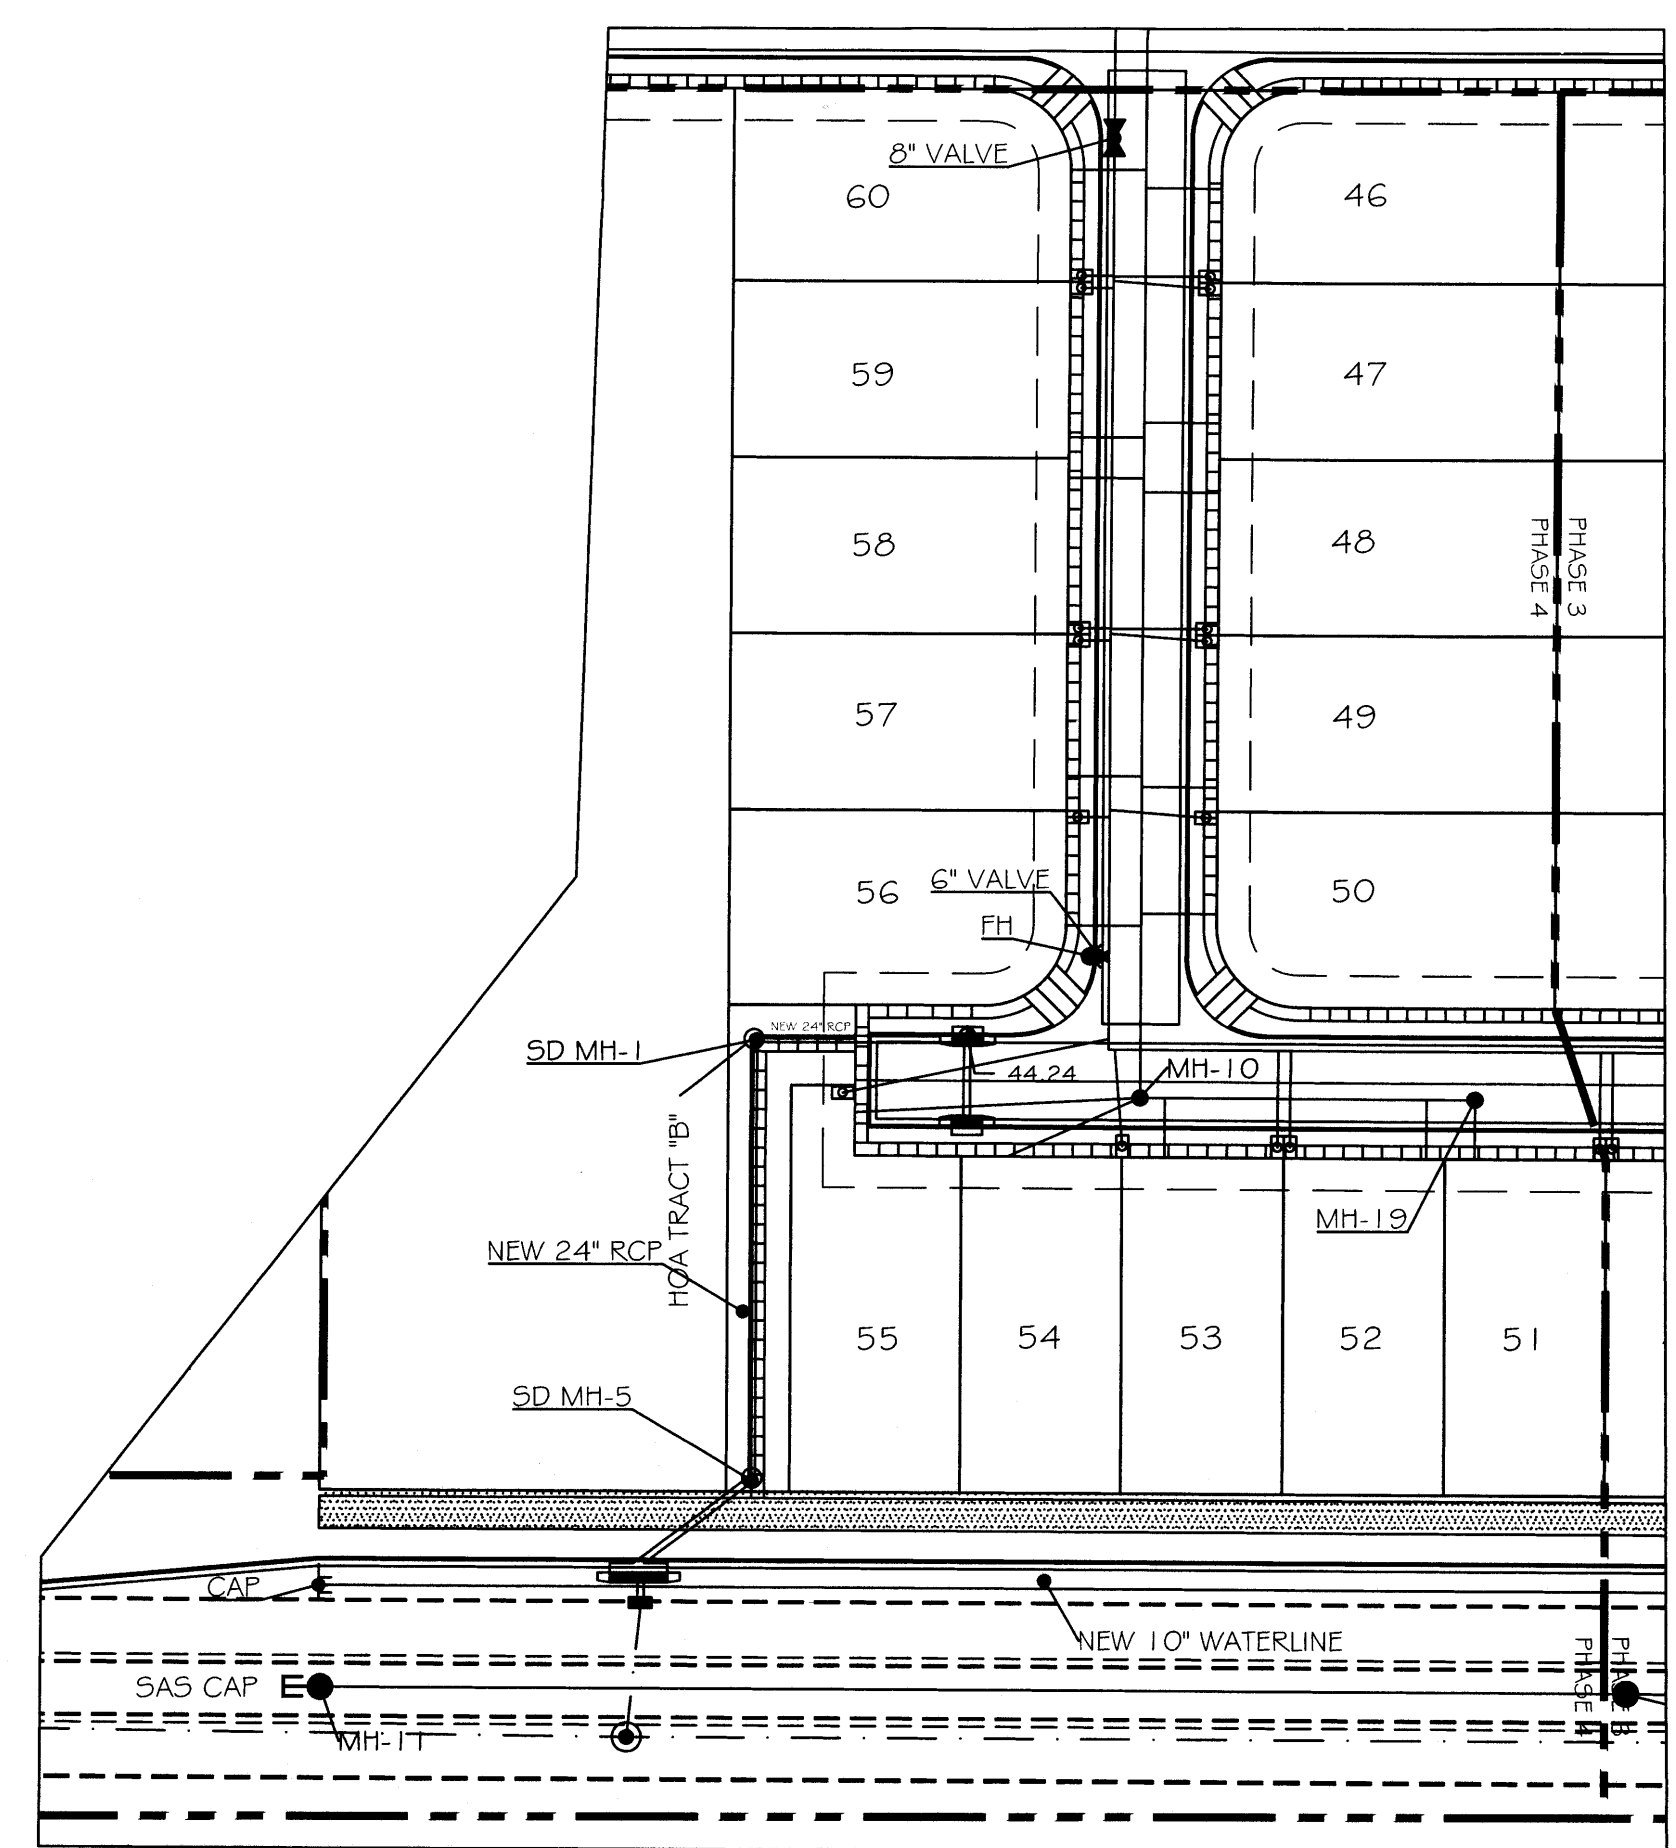 8" VALVE
60
46
59
47
58
48
PHASE 3
PHASE 4
57
49
6" VALVE
56
50
FH
NEW 24" RCP
SD MH-1
44.24
MH-10
HOA TRACT "B"
MH-19
NEW 24" RCP
55
54
53
52
51
SD MH-5
CAP
NEW 10" WATERLINE
SAS CAP
MH-1T
PHASE 4